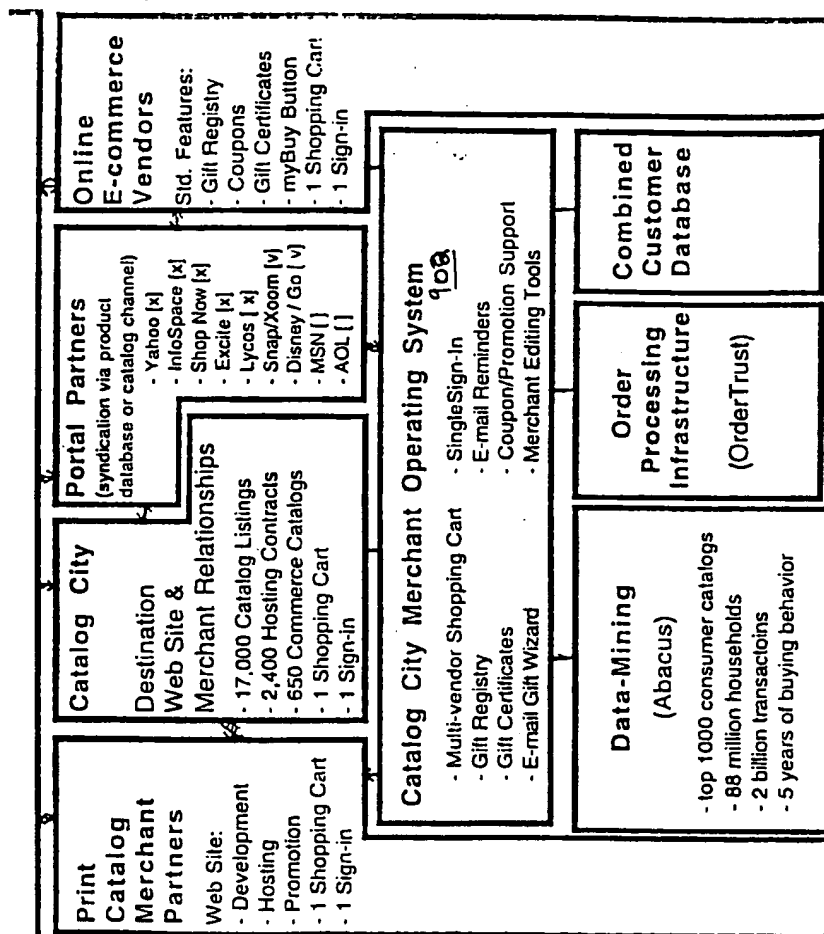 Print
Catalog
Merchant
Partners
Web Site:
- Development
- Hosting
- Promotion
- 1 Shopping Cart
- 1 Sign-in
Catalog City
Destination
Web Site &
Merchant Relationships
- 17,000 Catalog Listings
- 2,400 Hosting Contracts
- 650 Commerce Catalogs
- 1 Shopping Cart
- 1 Sign-in
Portal Partners
(syndication via product
database or catalog channel)
- Yahoo [x]
- InfoSpace [x]
- Shop Now [x]
- Excite [x]
- Lycos [ x]
- Snap/Xoom [v]
- Disney / Go [ v]
- MSN [ ]
- AOL [ ]
Online
E-commerce
Vendors
Std. Features:
- Gift Registry
- Coupons
- Gift Certificates
- myBuy Button
- 1 Shopping Cart
- 1 Sign-in
Catalog City Merchant Operating System
902
- Multi-vendor Shopping Cart
- Gift Registry
- Gift Certificates
- E-mail Gift Wizard
- SingleSign-In
- E-mail Reminders
- Coupon/Promotion Support
- Merchant Editing Tools
Data-Mining
(Abacus)
- top 1000 consumer catalogs
- 88 million households
- 2 billion transactoins
- 5 years of buying behavior
Order
Processing
Infrastructure
(OrderTrust)
Combined
Customer
Database